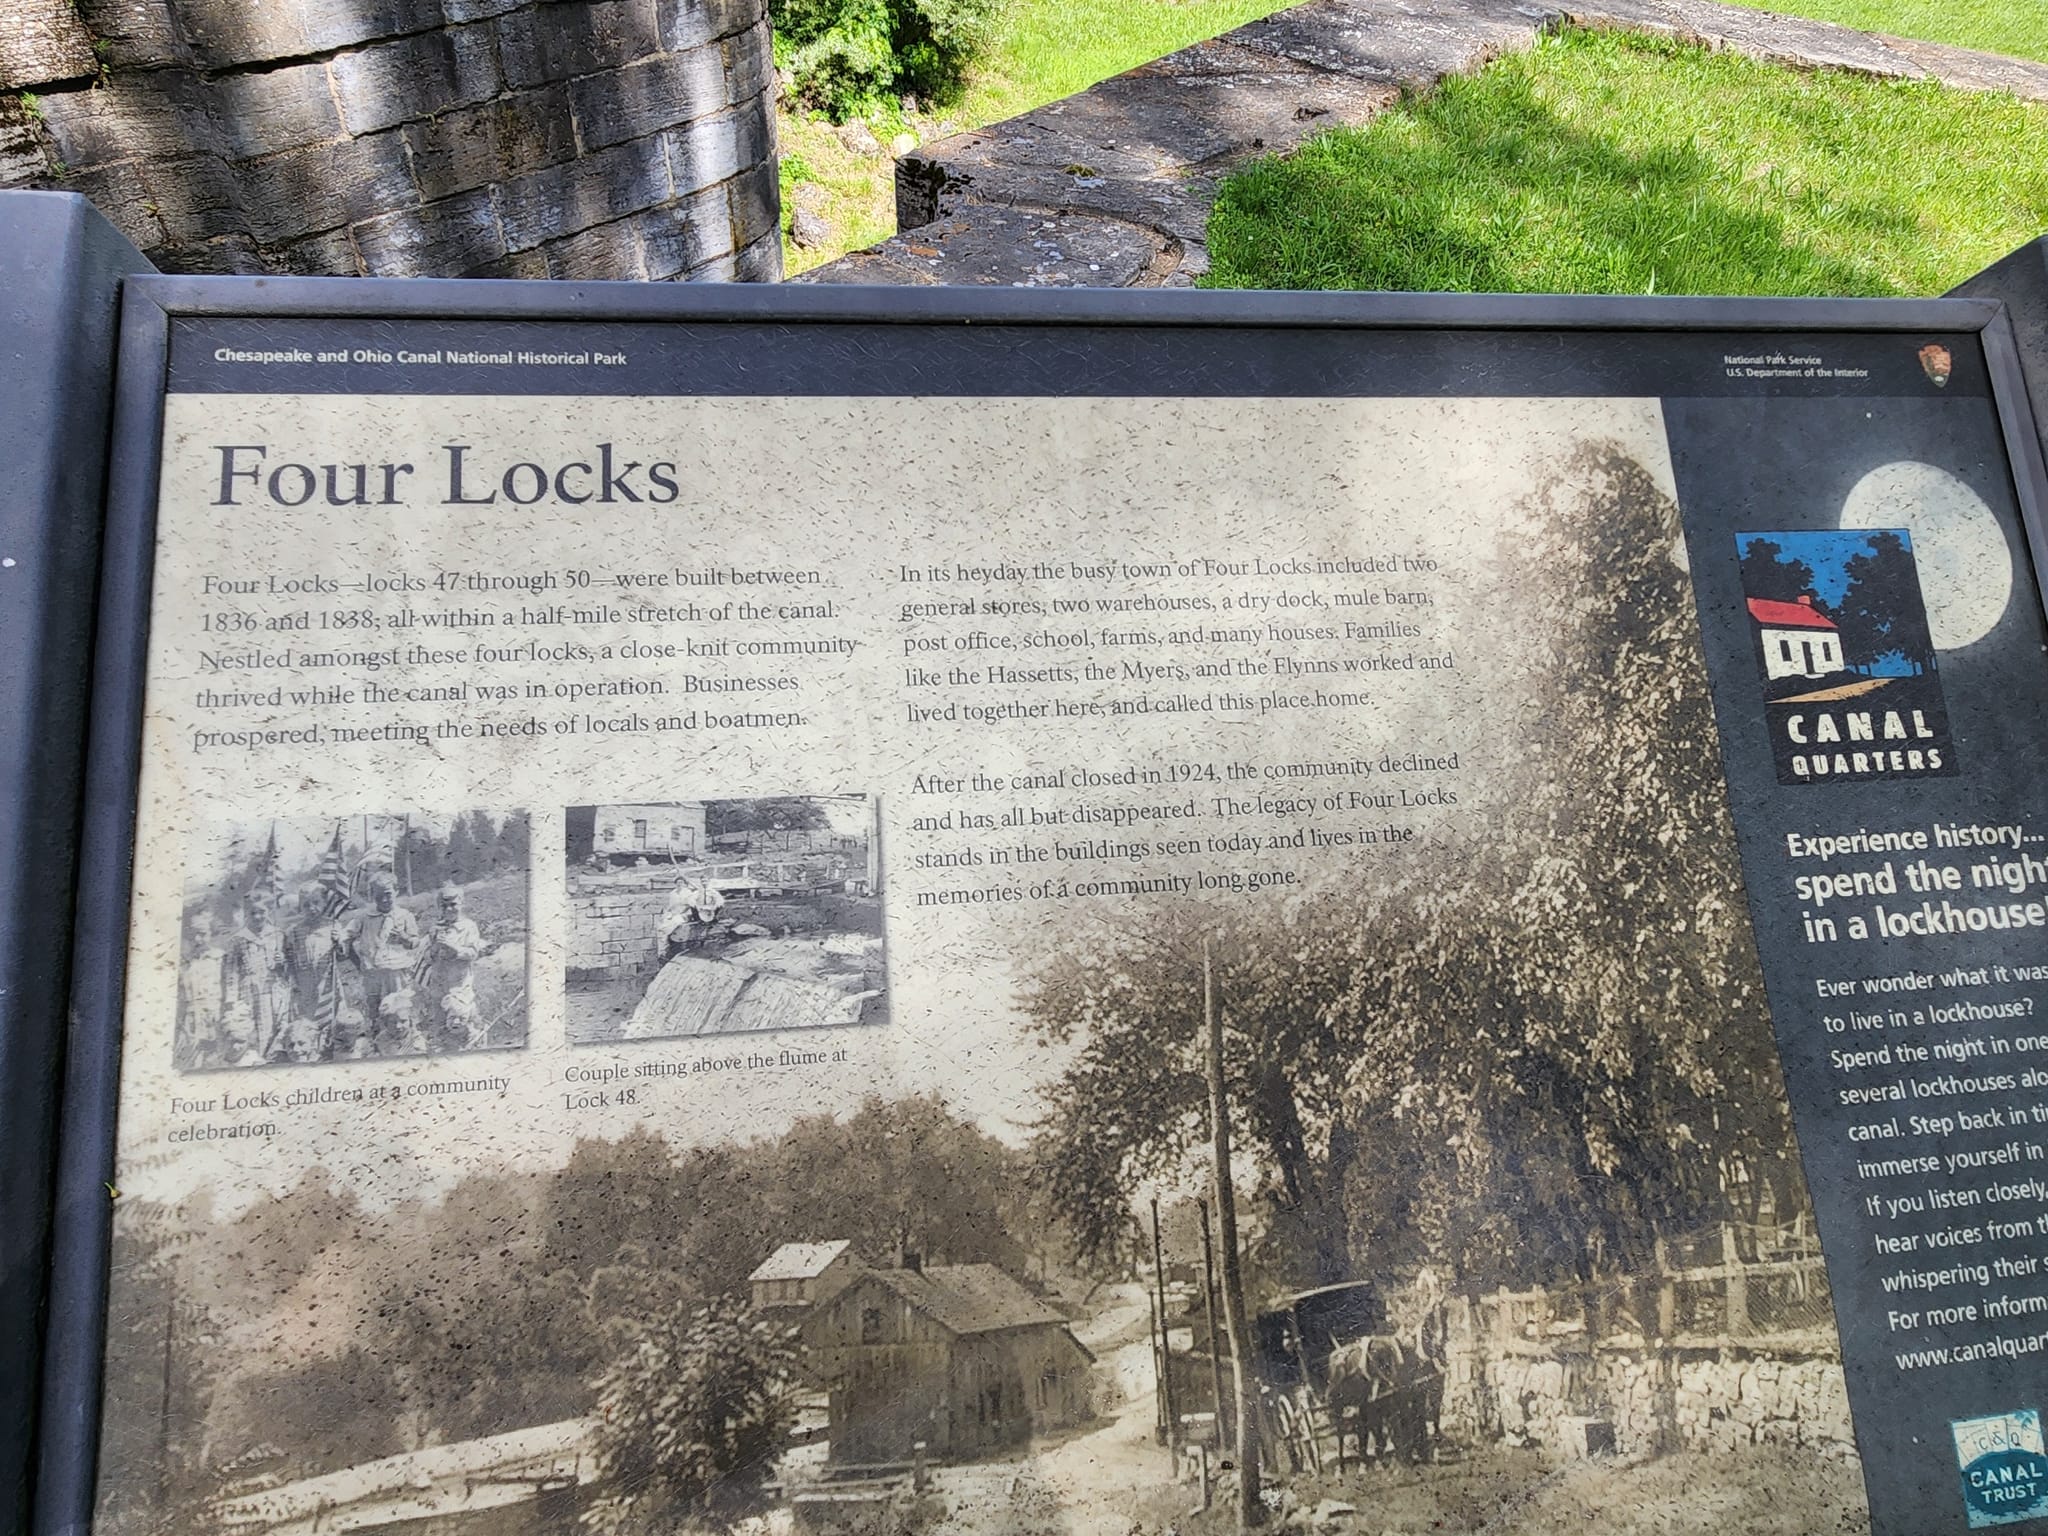 Chesapeake and Ohio Canal National Historical Park
National Park Service
U.S. Department of the Interior
Four Locks
Four Locks—locks 47 through 50—were built between
1836 and 1838, all within a half-mile stretch of the canal.
Nestled amongst these four locks, a close-knit community
thrived while the canal was in operation. Businesses
prospered, meeting the needs of locals and boatmen.
In its heyday the busy town of Four Locks included two
general stores, two warehouses, a dry dock, mule barn,
post office, school, farms, and many houses. Families
like the Hassetts, the Myers, and the Flynns worked and
lived together here, and called this place home.
After the canal closed in 1924, the community declined
and has all but disappeared. The legacy of Four Locks
stands in the buildings seen today and lives in the
memories of a community long gone.
Four Locks children at a community
celebration.
Couple sitting above the flume at
Lock 48.
CANAL
QUARTERS
Experience history...
spend the night
in a lockhouse
Ever wonder what it was
to live in a lockhouse?
Spend the night in one
several lockhouses
canal. Step back in
immerse yourself in
If you listen closely,
hear voices from
whispering their
For more
www.canalquar
C&O
CANAL
TRUST